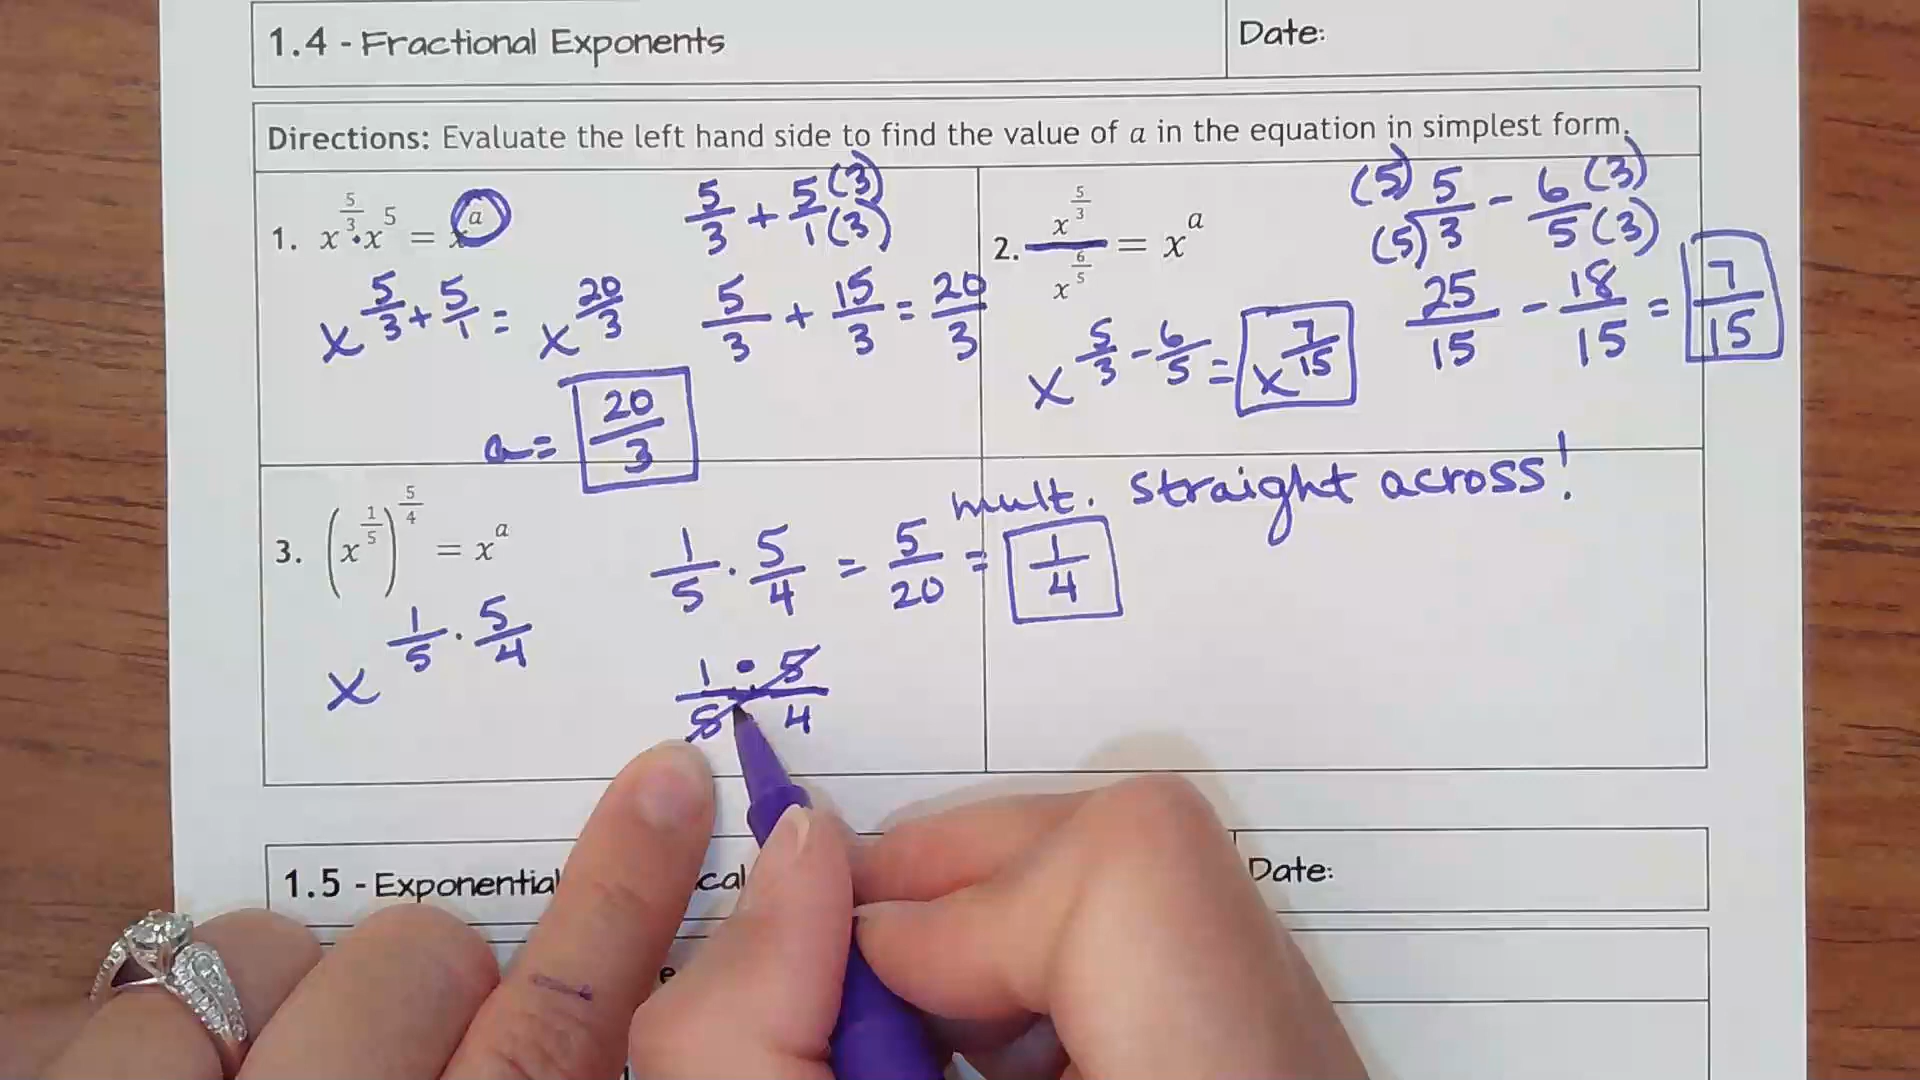 1.4 - Fractional Exponents
Date:
Directions: Evaluate the left hand side to find the value of a in the equation in simplest form.
1. x^(5/3) · x^5 = x^a
5/3 + 5(3)/1(3)
x^(5/3 + 5/1) = x^(20/3)
5/3 + 15/3 = 20/3
a = 20/3
2. x^(5/3) / x^(6/5) = x^a
(5)5/(5)3 - 6(3)/5(3)
25/15 - 18/15 = 7/15
x^(5/3 - 6/5) = x^(7/15)
3. (x^(1/5))^(5/4) = x^a
mult. straight across!
1/5 · 5/4 = 5/20 = 1/4
x^(1/5 · 5/4)
1 · 5 / 5 · 4
1.5 - Exponential
cal
Date:
e